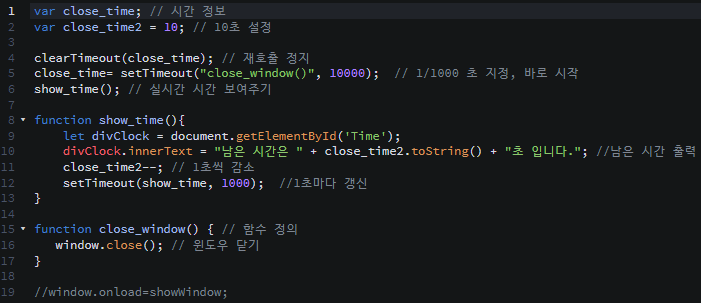 1 var close_time; // 시간 정보
2 var close_time2 = 10; // 10초 설정
3
4 clearTimeout(close_time); // 재호출 정지
5 close_time= setTimeout("close_window()", 10000); // 1/1000 초 지정, 바로 시작
6 show_time(); // 실시간 시간 보여주기
7
8 function show_time(){
9 let divClock = document.getElementById('Time');
10 divClock.innerText = "남은 시간은 " + close_time2.toString() + "초 입니다."; //남은 시간 출력
11 close_time2--; // 1초씩 감소
12 setTimeout(show_time, 1000); //1초마다 갱신
13 }
14
15 function close_window() { // 함수 정의
16 window.close(); // 윈도우 닫기
17 }
18
19 //window.onload=showWindow;